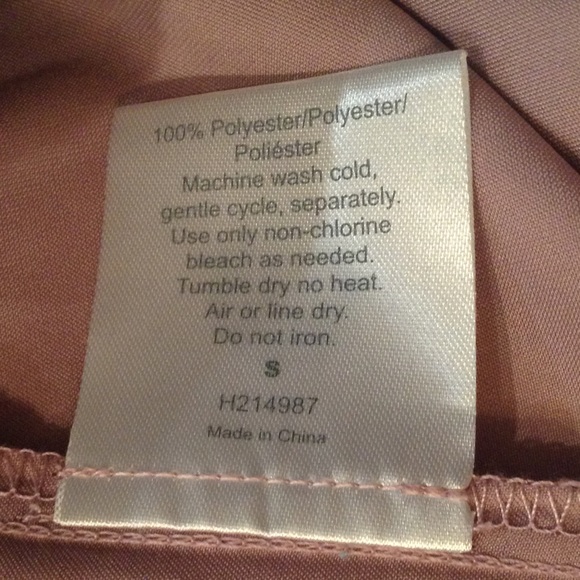 100% Polyester/Polyester/
Poliéster
Machine wash cold,
gentle cycle, separately.
Use only non-chlorine
bleach as needed.
Tumble dry no heat.
Air or line dry.
Do not iron.
S
H214987
Made in China